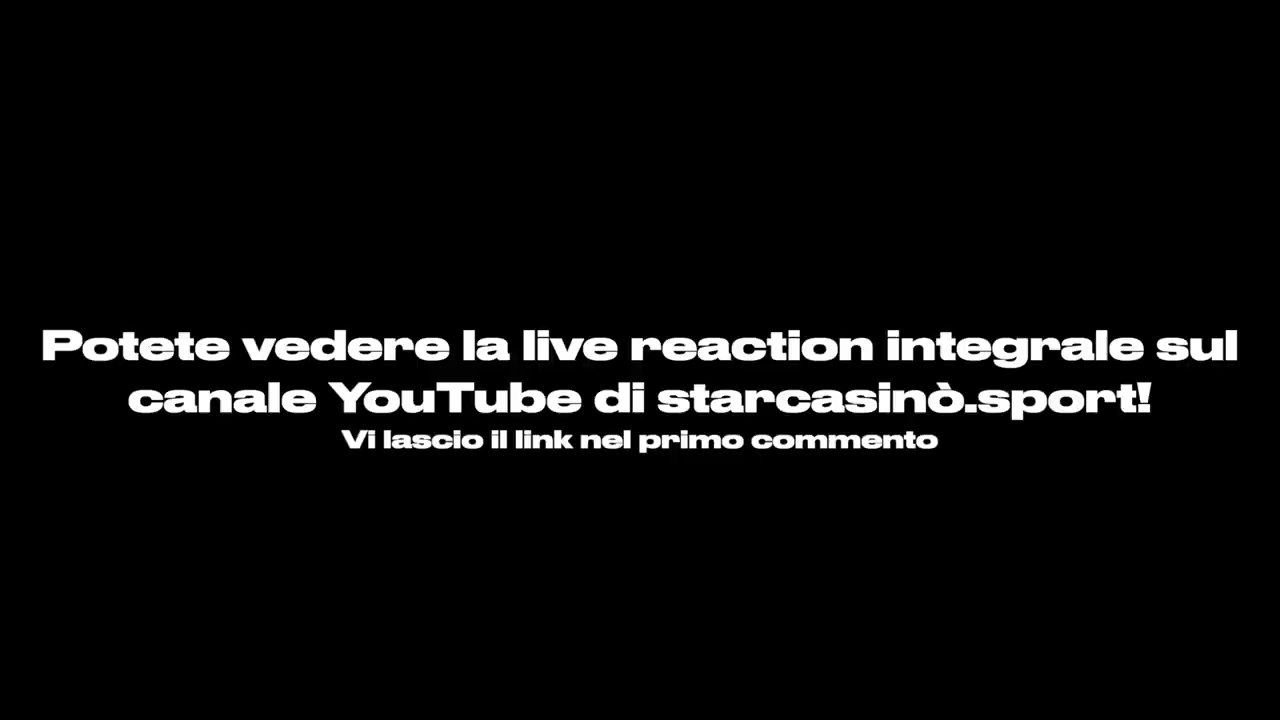 Potete vedere la live reaction integrale sul
canale YouTube di starcasinò.sport!
Vi lascio il link nel primo commento